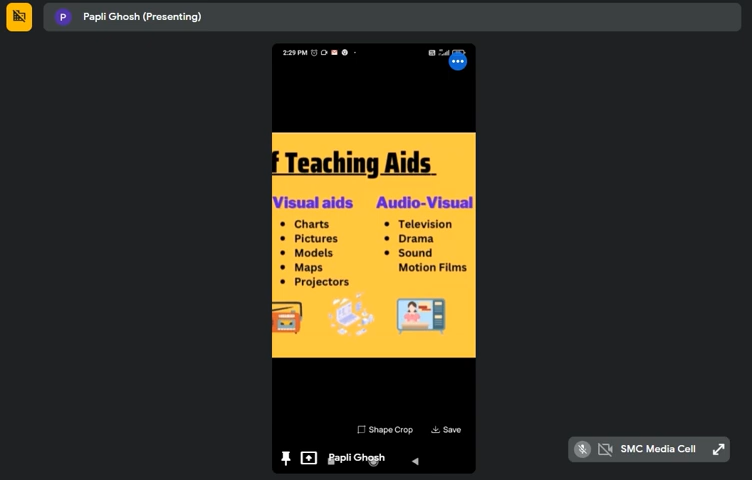 P Papli Ghosh (Presenting)
2:29 PM
f Teaching Aids
Visual aids
Charts
Pictures
Models
Maps
Projectors
Audio-Visual
Television
Drama
Sound
Motion Films
Shape Crop
Save
Papli Ghosh
SMC Media Cell